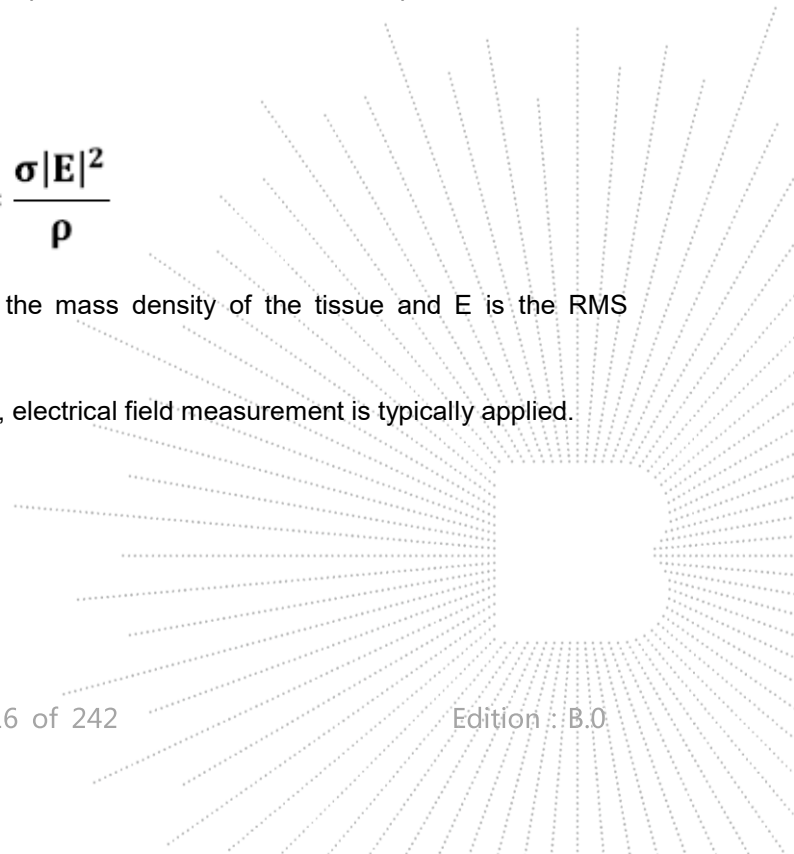 σ|E|²
ρ
the mass density of the tissue and E is the RMS
, electrical field measurement is typically applied.
6 of 242
Edition : B.0